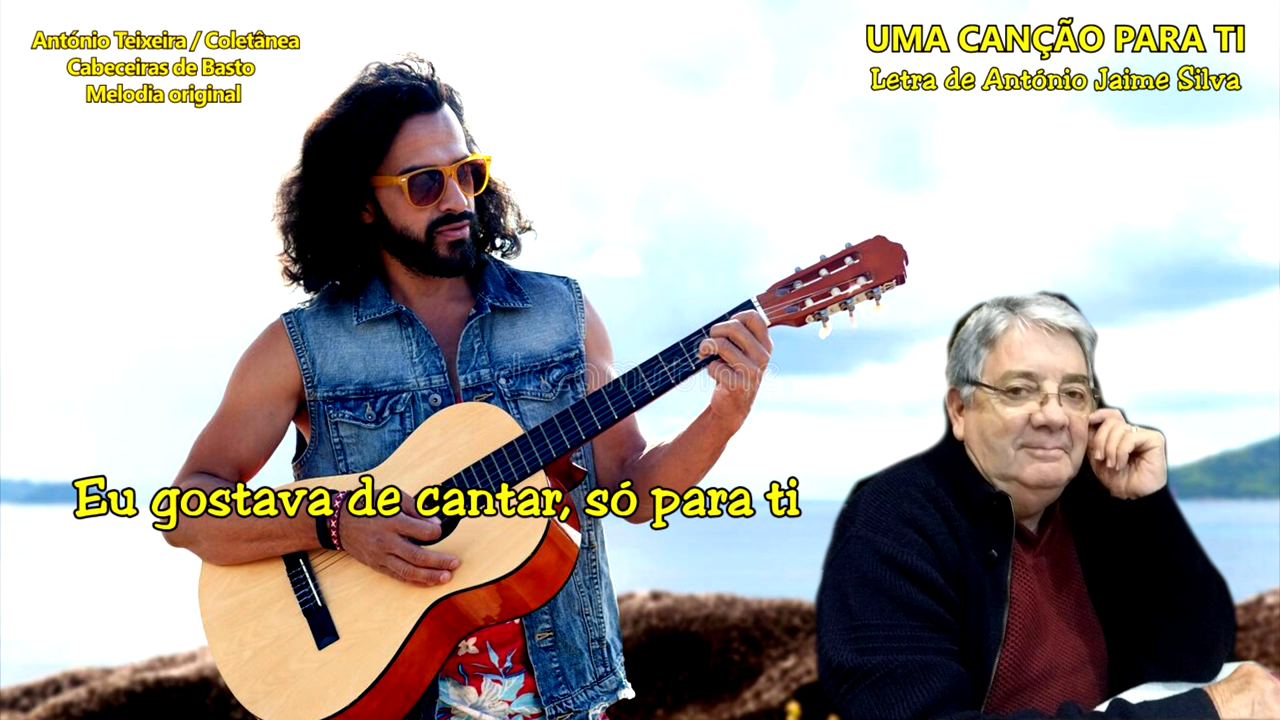 António Teixeira / Coletânea
Cabeceiras de Basto
Melodia original
UMA CANÇÃO PARA TI
Letra de António Jaime Silva
dreamstime
Eu gostava de cantar, só para ti